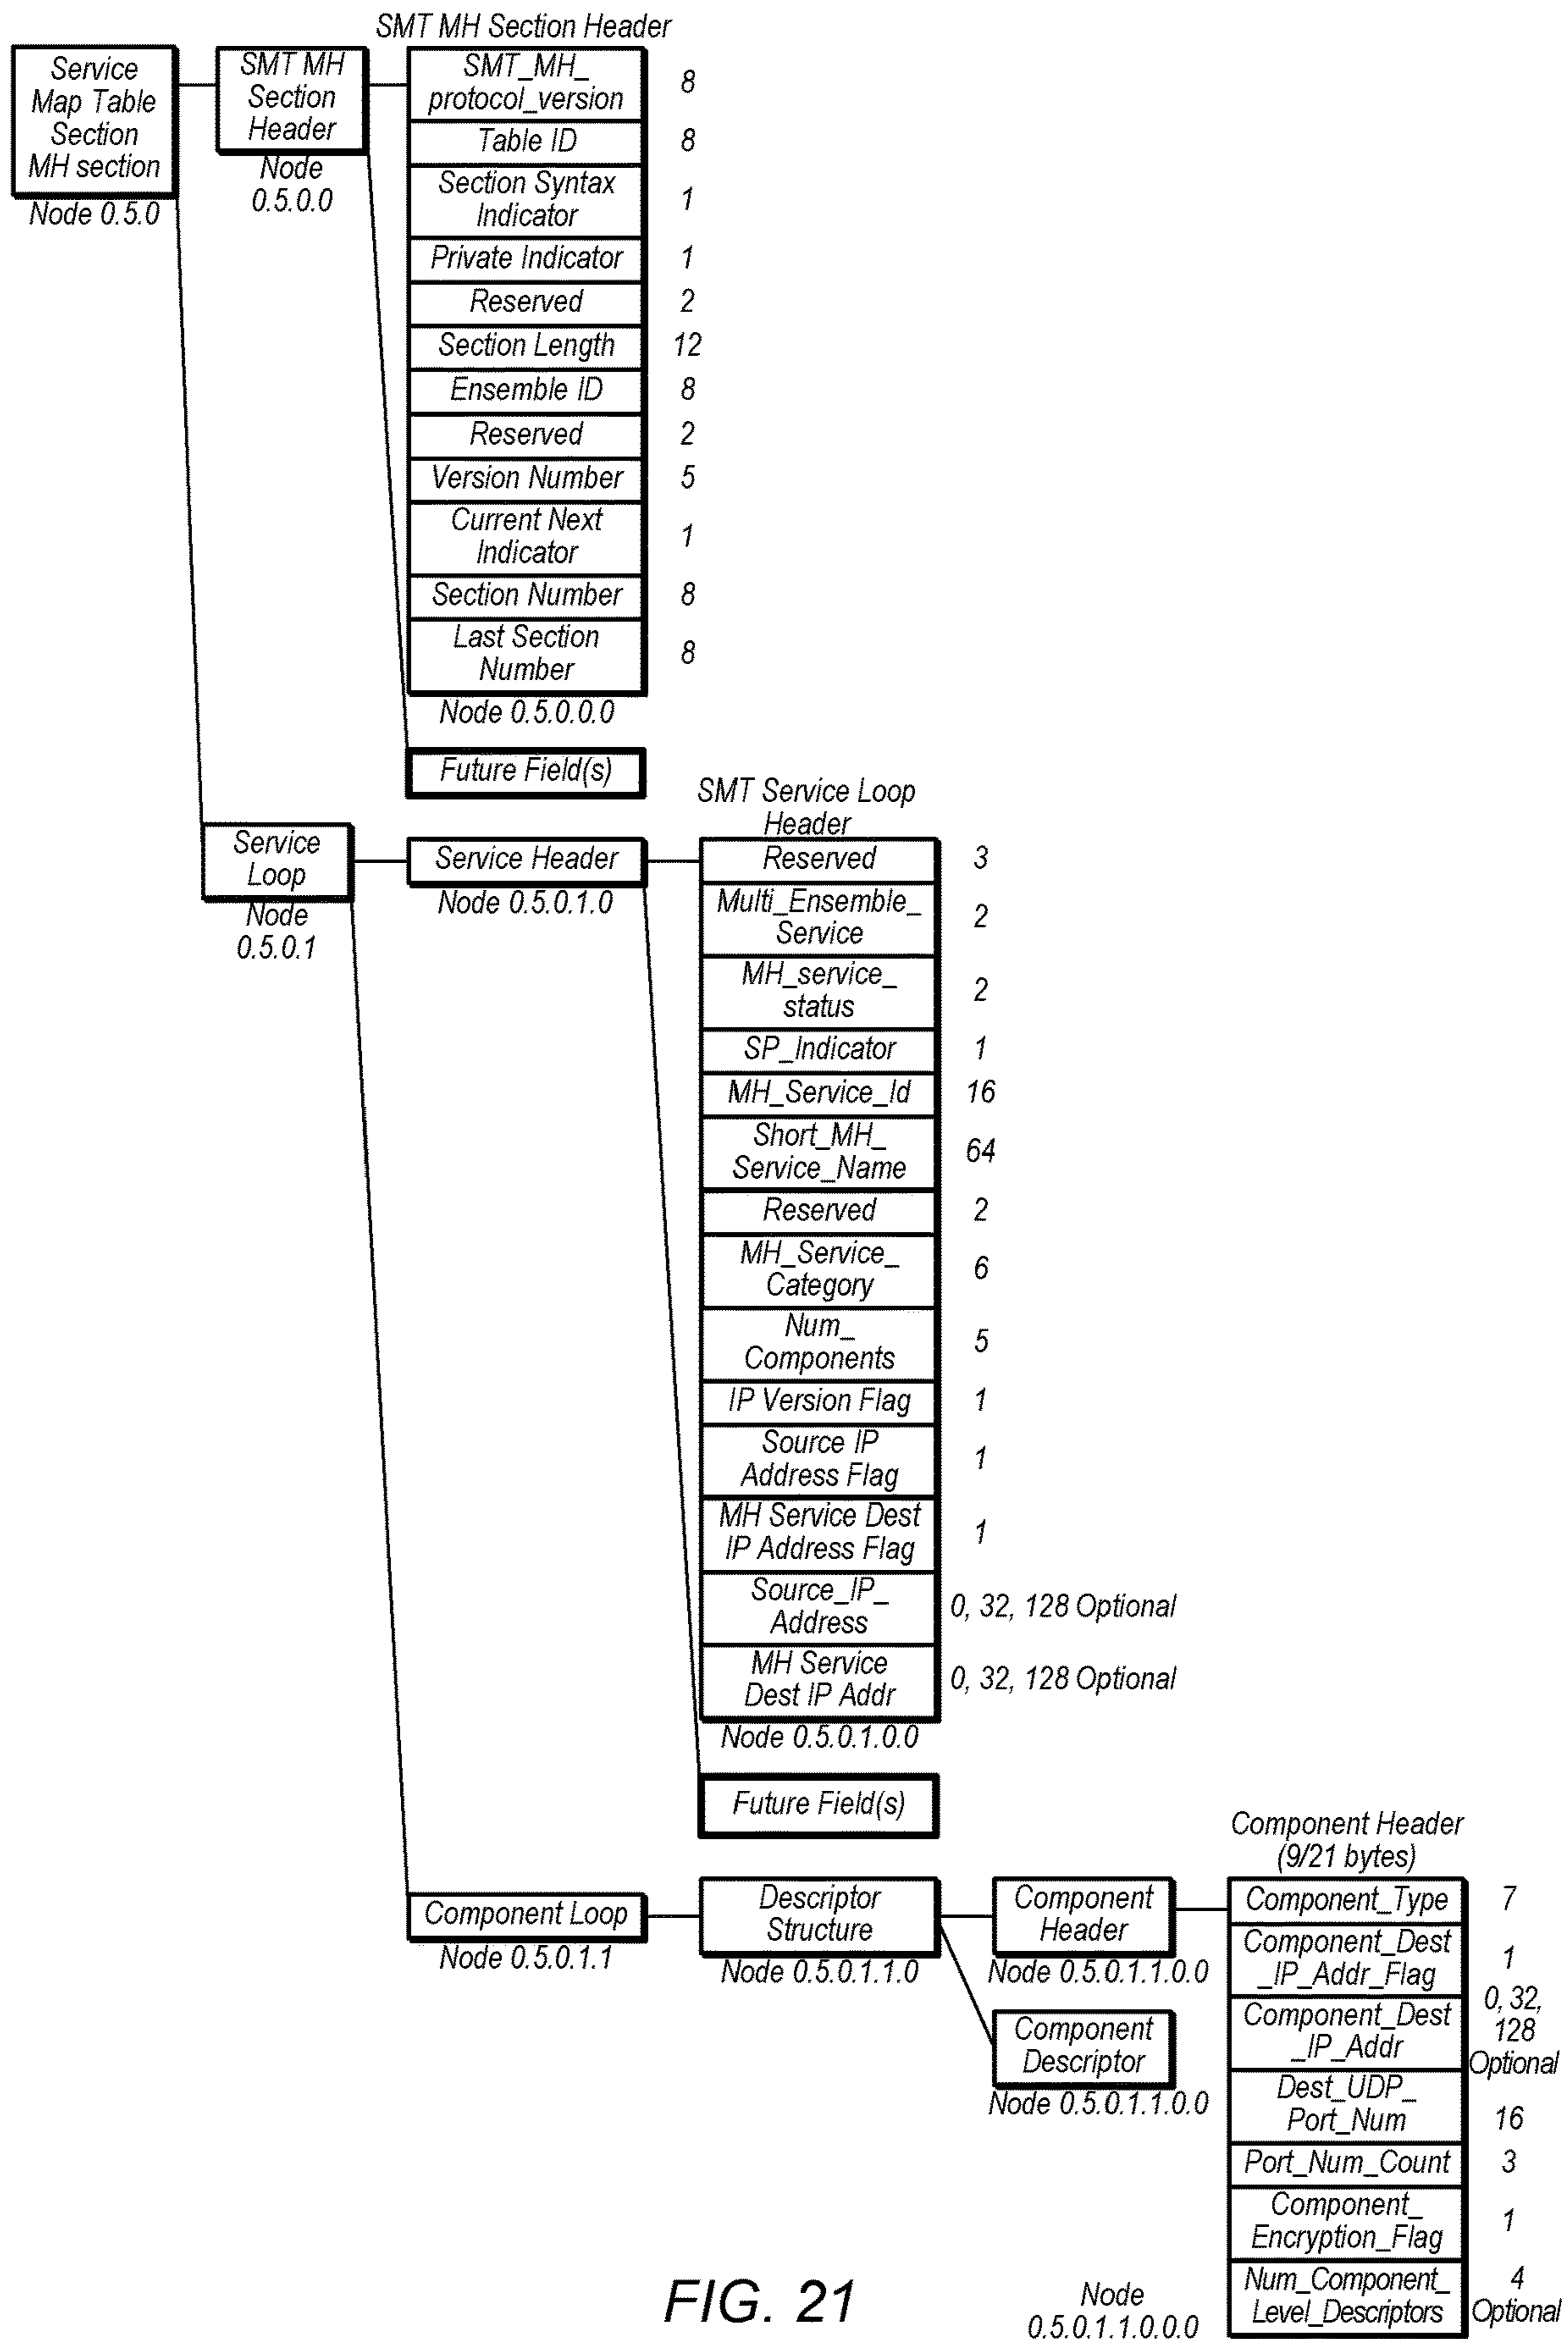 SMT MH Section Header
Service
Map Table
Section
MH section
Node 0.5.0
SMT MH
Section
Header
Node
0.5.0.0
SMT_MH_
protocol_version
8
Table ID
8
Section Syntax
Indicator
1
Private Indicator
1
Reserved
2
Section Length
12
Ensemble ID
8
Reserved
2
Version Number
5
Current Next
Indicator
1
Section Number
8
Last Section
Number
8
Node 0.5.0.0.0
Future Field(s)
Service
Loop
Node
0.5.0.1
Service Header
Node 0.5.0.1.0
SMT Service Loop
Header
Reserved
3
Multi_Ensemble_
Service
2
MH_service_
status
2
SP_Indicator
1
MH_Service_Id
16
Short_MH_
Service_Name
64
Reserved
2
MH_Service_
Category
6
Num_
Components
5
IP Version Flag
1
Source IP
Address Flag
1
MH Service Dest
IP Address Flag
1
Source_IP_
Address
0, 32, 128 Optional
MH Service
Dest IP Addr
0, 32, 128 Optional
Node 0.5.0.1.0.0
Future Field(s)
Component Loop
Node 0.5.0.1.1
Descriptor
Structure
Node 0.5.0.1.1.0
Component
Header
Node 0.5.0.1.1.0.0
Component
Descriptor
Node 0.5.0.1.1.0.0
Component Header
(9/21 bytes)
Component_Type
7
Component_Dest
_IP_Addr_Flag
1
Component_Dest
_IP_Addr
0, 32,
128
Optional
Dest_UDP_
Port_Num
16
Port_Num_Count
3
Component_
Encryption_Flag
1
Num_Component_
Level_Descriptors
4
Optional
Node
0.5.0.1.1.0.0.0
FIG. 21